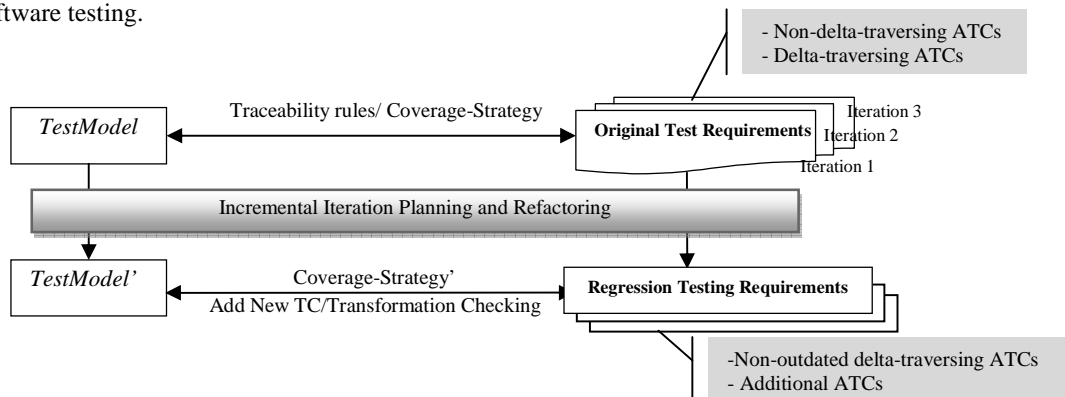 ftware testing.
- Non-delta-traversing ATCs
- Delta-traversing ATCs
TestModel
Traceability rules/ Coverage-Strategy
Original Test Requirements
Iteration 3
Iteration 2
Iteration 1
Incremental Iteration Planning and Refactoring
TestModel’
Coverage-Strategy’
Add New TC/Transformation Checking
Regression Testing Requirements
-Non-outdated delta-traversing ATCs
- Additional ATCs